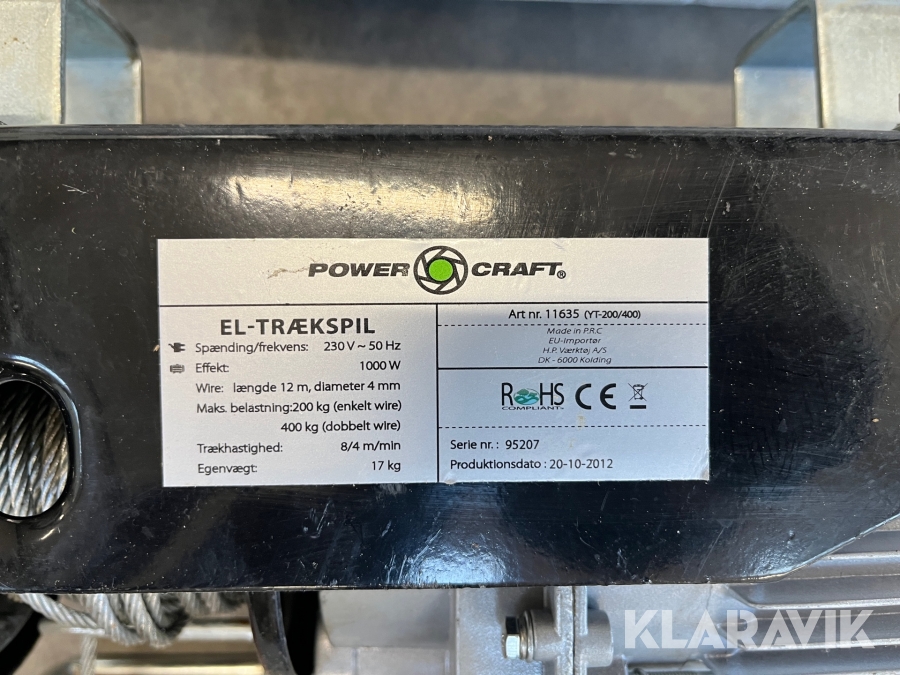 POWER CRAFT®
EL-TRÆKSPIL
Spænding/frekvens: 230 V ~ 50 Hz
Effekt: 1000 W
Wire: længde 12 m, diameter 4 mm
Maks. belastning: 200 kg (enkelt wire)
400 kg (dobbelt wire)
Trækhastighed: 8/4 m/min
Egenvægt: 17 kg
Art nr. 11635 (YT-200/400)
Made in P.R.C
EU-Importør
H.P. Værktøj A/S
DK - 6000 Kolding
RoHS CE
COMPLIANT
Serie nr.: 95207
Produktionsdato : 20-10-2012
KLARAVIK